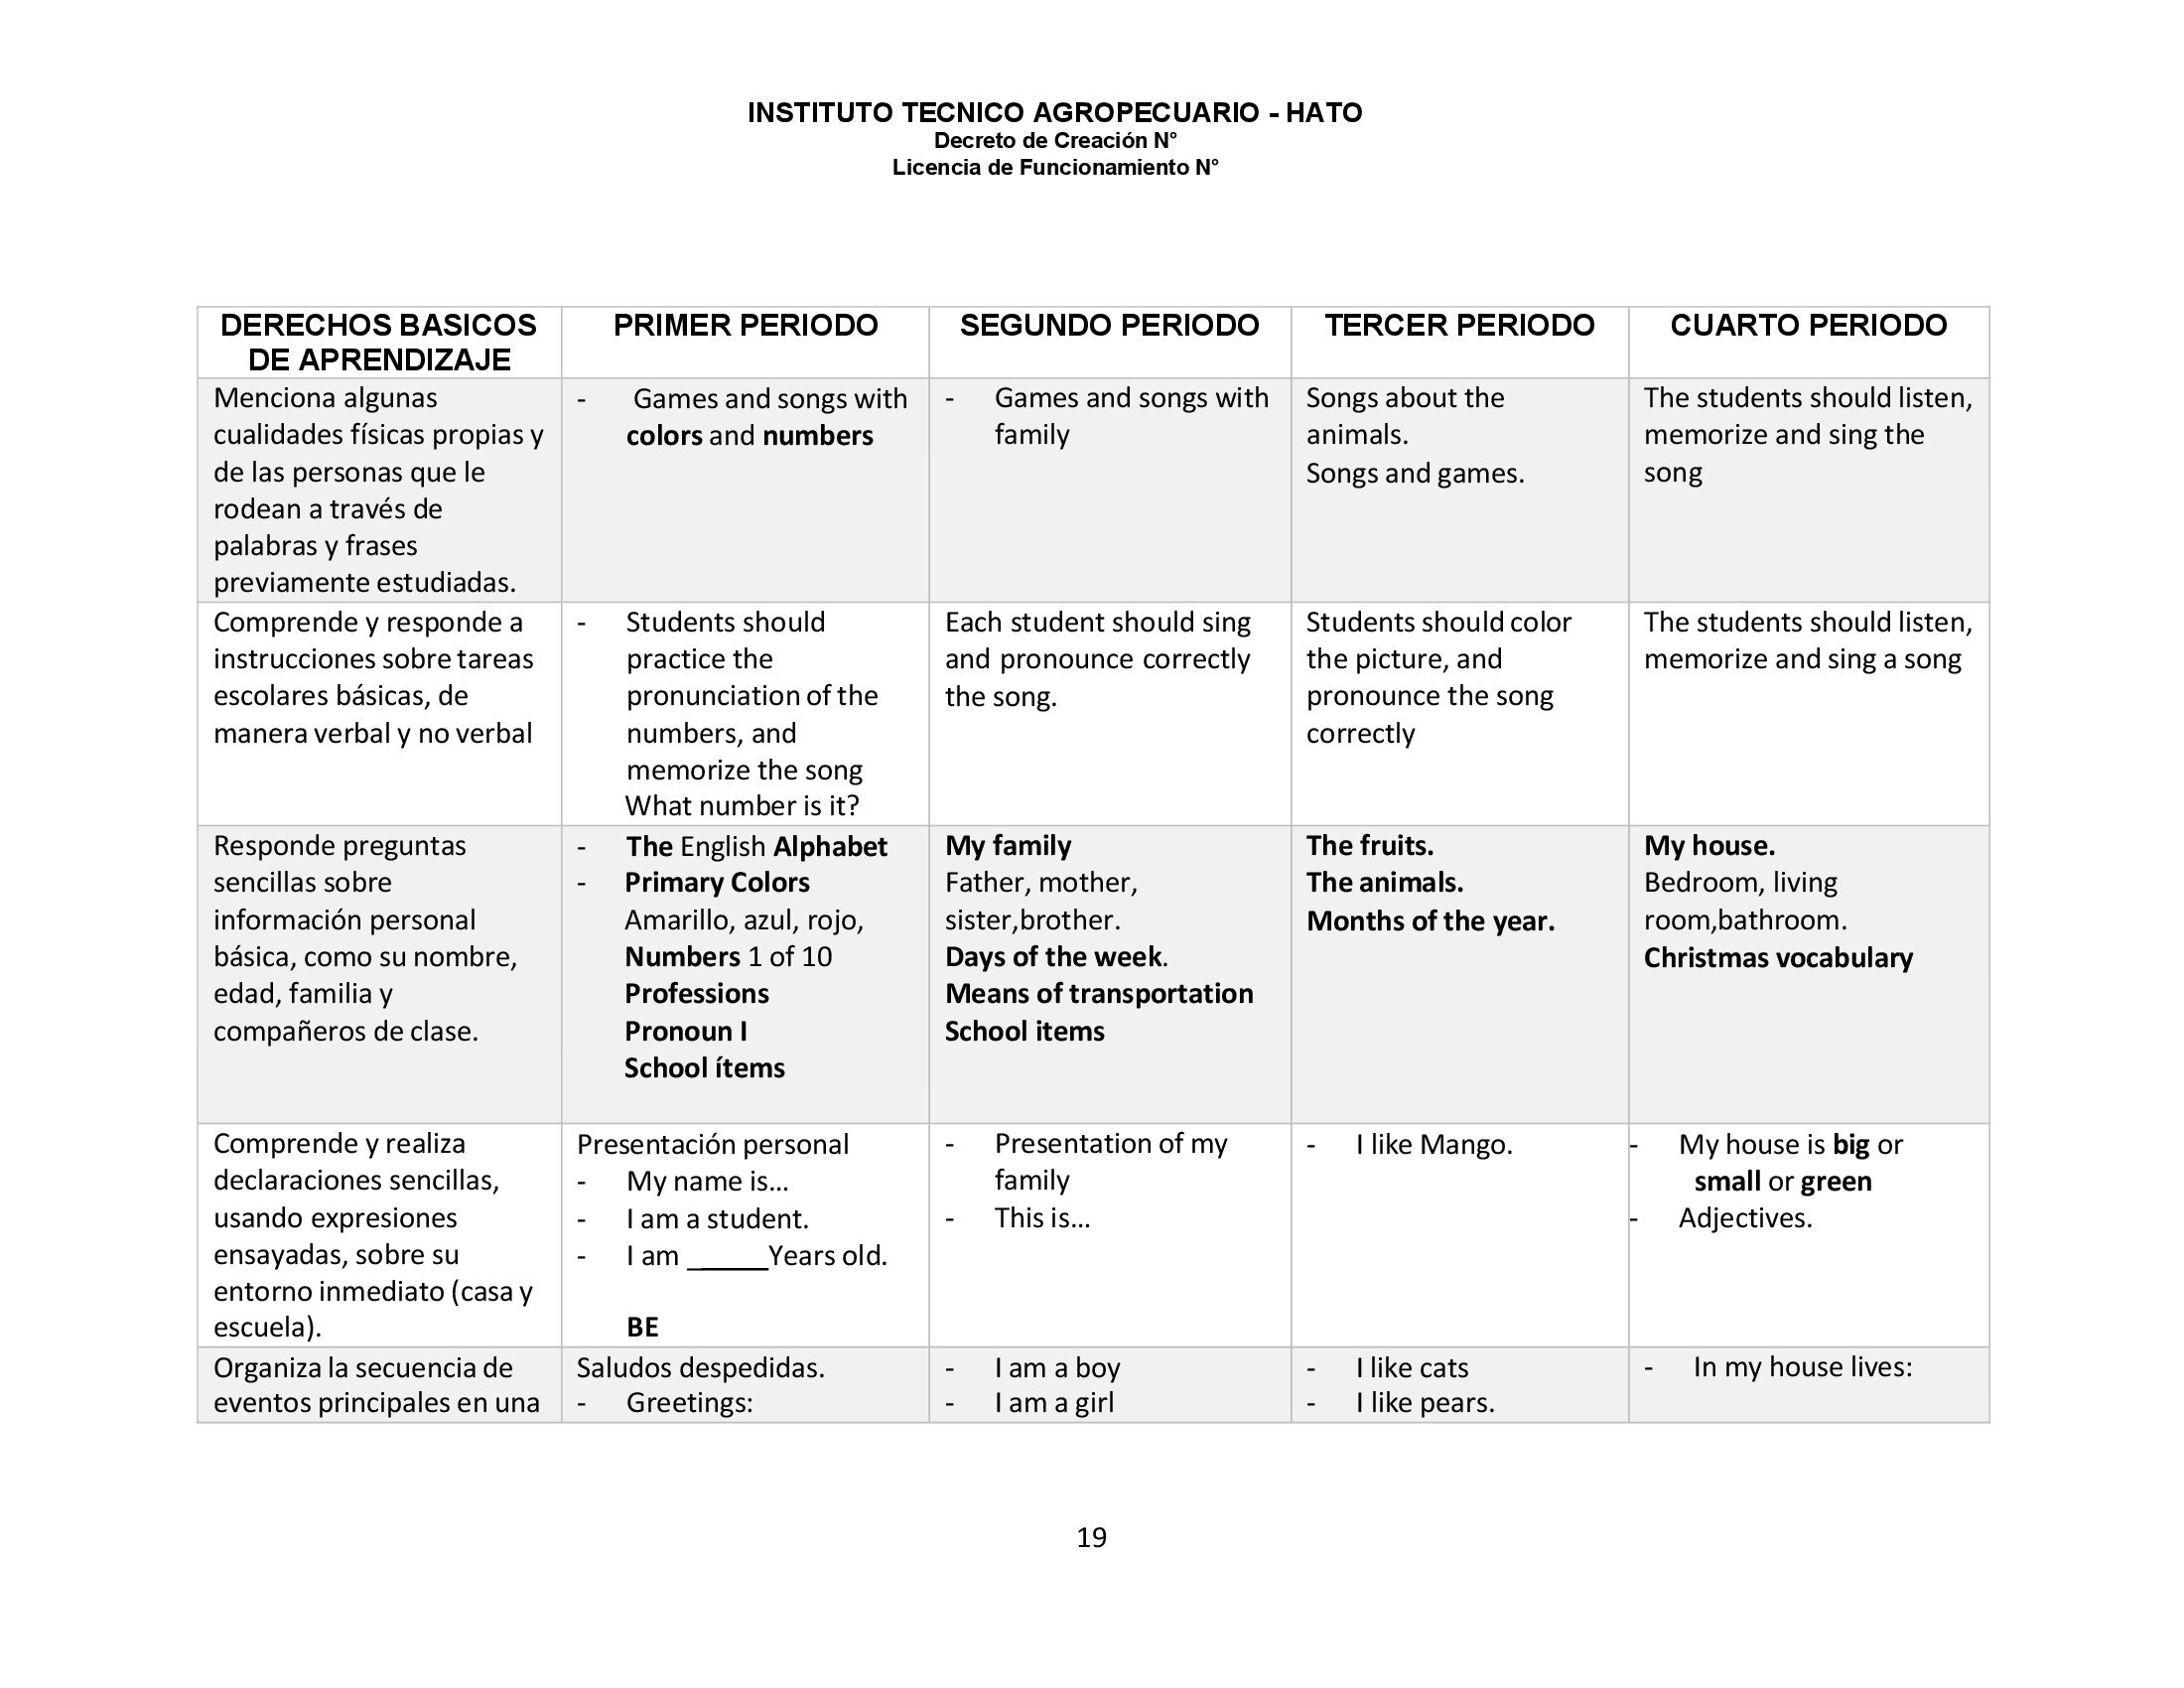 INSTITUTO TECNICO AGROPECUARIO - HATO
Decreto de Creación N°
Licencia de Funcionamiento N°
DERECHOS BASICOS
DE APRENDIZAJE
PRIMER PERIODO
SEGUNDO PERIODO
TERCER PERIODO
CUARTO PERIODO
Menciona algunas
cualidades físicas propias y
de las personas que le
rodean a través de
palabras y frases
previamente estudiadas.
- Games and songs with
colors and numbers
- Games and songs with
family
Songs about the
animals.
Songs and games.
The students should listen,
memorize and sing the
song
Comprende y responde a
instrucciones sobre tareas
escolares básicas, de
manera verbal y no verbal
- Students should
practice the
pronunciation of the
numbers, and
memorize the song
What number is it?
Each student should sing
and pronounce correctly
the song.
Students should color
the picture, and
pronounce the song
correctly
The students should listen,
memorize and sing a song
Responde preguntas
sencillas sobre
información personal
básica, como su nombre,
edad, familia y
compañeros de clase.
- The English Alphabet
- Primary Colors
Amarillo, azul, rojo,
Numbers 1 of 10
Professions
Pronoun I
School ítems
My family
Father, mother,
sister,brother.
Days of the week.
Means of transportation
School items
The fruits.
The animals.
Months of the year.
My house.
Bedroom, living
room,bathroom.
Christmas vocabulary
Comprende y realiza
declaraciones sencillas,
usando expresiones
ensayadas, sobre su
entorno inmediato (casa y
escuela).
Presentación personal
- My name is…
- I am a student.
- I am ______Years old.
BE
- Presentation of my
family
- This is…
- I like Mango.
- My house is big or
small or green
- Adjectives.
Organiza la secuencia de
eventos principales en una
Saludos despedidas.
- Greetings:
- I am a boy
- I am a girl
- I like cats
- I like pears.
- In my house lives:
19